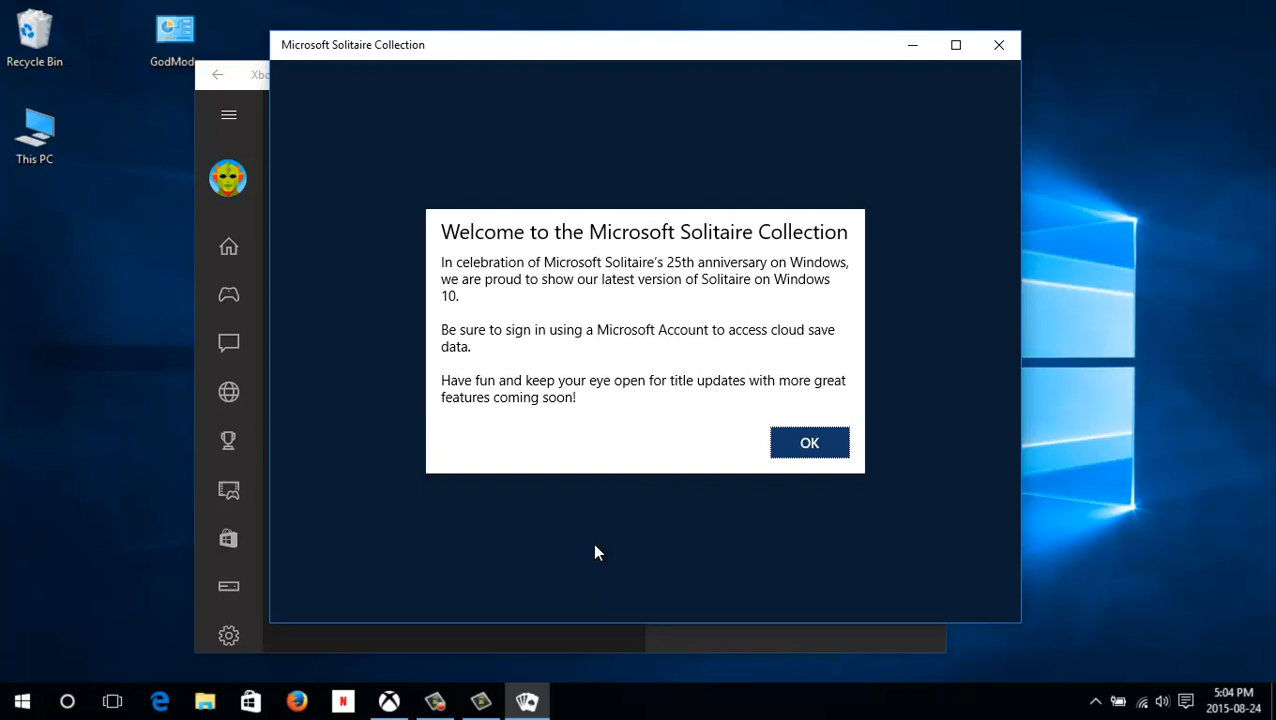 Recycle Bin
GodMod
This PC
Microsoft Solitaire Collection
Xbo
Welcome to the Microsoft Solitaire Collection
In celebration of Microsoft Solitaire's 25th anniversary on Windows,
we are proud to show our latest version of Solitaire on Windows
10.
Be sure to sign in using a Microsoft Account to access cloud save
data.
Have fun and keep your eye open for title updates with more great
features coming soon!
OK
N
5:04 PM
2015-08-24